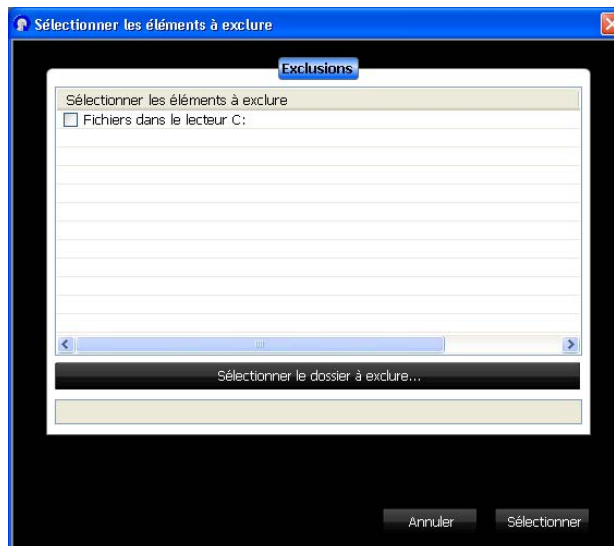 Sélectionner les éléments à exclure
Exclusions
Sélectionner les éléments à exclure
Fichiers dans le lecteur C:
Sélectionner le dossier à exclure...
Annuler
Sélectionner